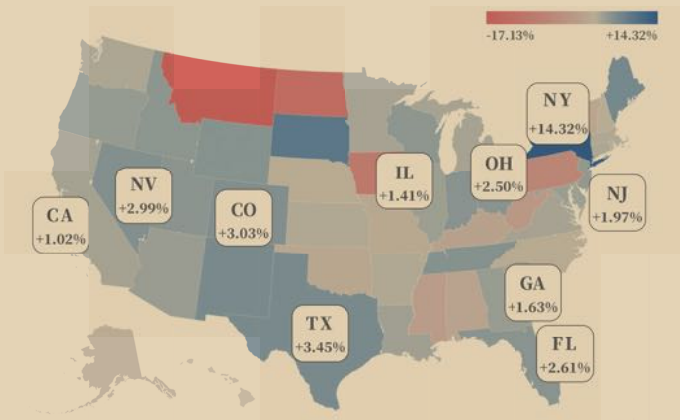 -17.13%
+14.32%
NY
+14.32%
IL
+1.41%
OH
+2.50%
NV
+2.99%
CO
+3.03%
NJ
+1.97%
CA
+1.02%
GA
+1.63%
TX
+3.45%
FL
+2.61%